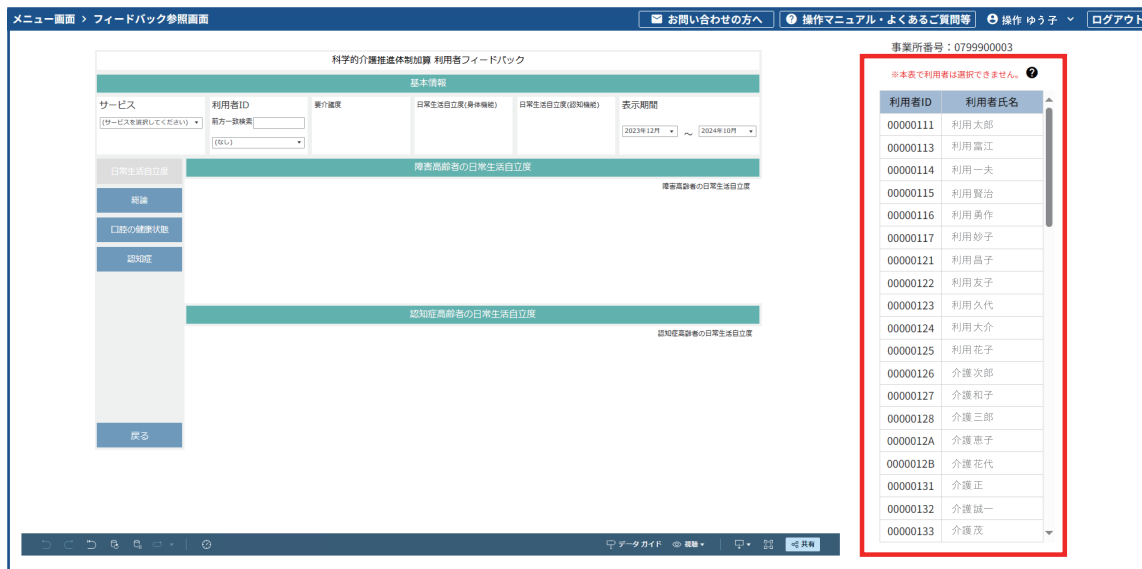 メニュー画面 › フィードバック参照画面
お問い合わせの方へ
操作マニュアル・よくあるご質問等
操作 ゆう子
ログアウト
事業所番号：0799900003
科学的介護推進体制加算 利用者フィードバック
基本情報
サービス
(サービスを選択してください)
利用者ID
前方一致検索
(なし)
要介護度
日常生活自立度(身体機能)
日常生活自立度(認知機能)
表示期間
2023年12月 ～ 2024年10月
日常生活自立度
総論
口腔の健康状態
認知症
戻る
障害高齢者の日常生活自立度
障害高齢者の日常生活自立度
認知症高齢者の日常生活自立度
認知症高齢者の日常生活自立度
※本表で利用者は選択できません。
利用者ID 利用者氏名
00000111 利用太郎
00000113 利用富江
00000114 利用一夫
00000115 利用賢治
00000116 利用勇作
00000117 利用妙子
00000121 利用昌子
00000122 利用友子
00000123 利用久代
00000124 利用大介
00000125 利用花子
00000126 介護次郎
00000127 介護和子
00000128 介護三郎
0000012A 介護恵子
0000012B 介護花代
00000131 介護正
00000132 介護誠一
00000133 介護茂
データ ガイド
視聴
共有